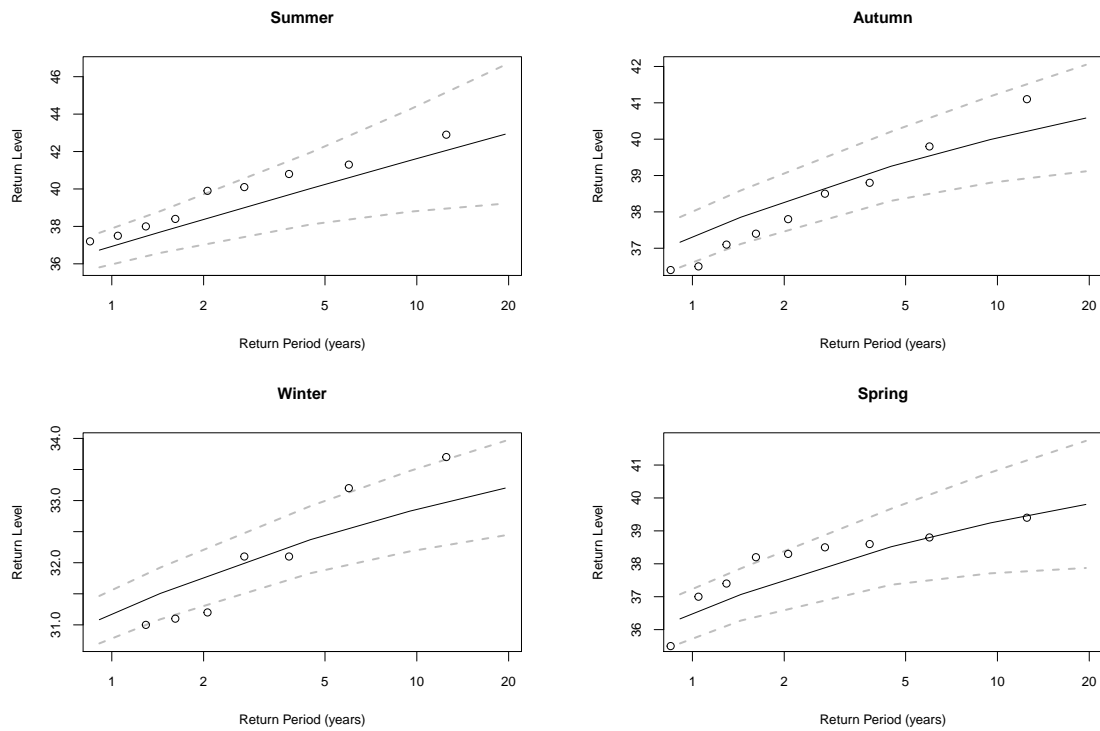 Summer
Return Level
46
44
42
40
38
36
1 2 5 10 20
Return Period (years)
Autumn
Return Level
42
41
40
39
38
37
1 2 5 10 20
Return Period (years)
Winter
Return Level
34.0
33.0
32.0
31.0
1 2 5 10 20
Return Period (years)
Spring
Return Level
41
40
39
38
37
36
1 2 5 10 20
Return Period (years)